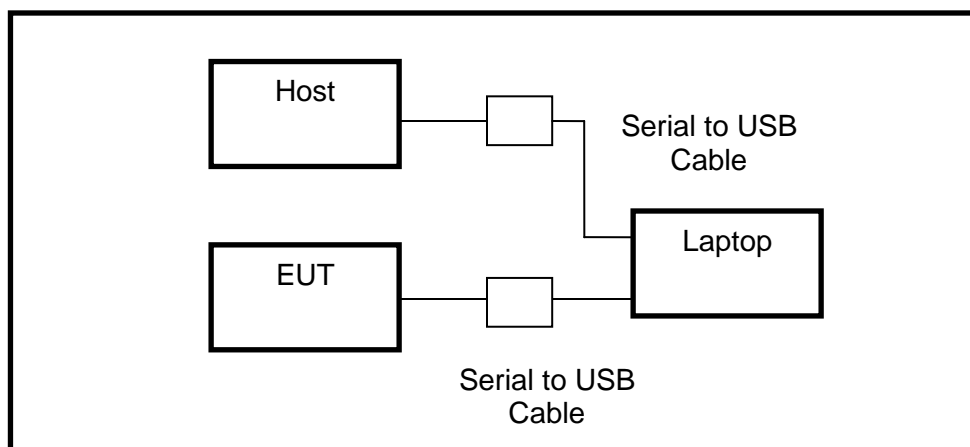 Host
Serial to USB
Cable
Laptop
EUT
Serial to USB
Cable